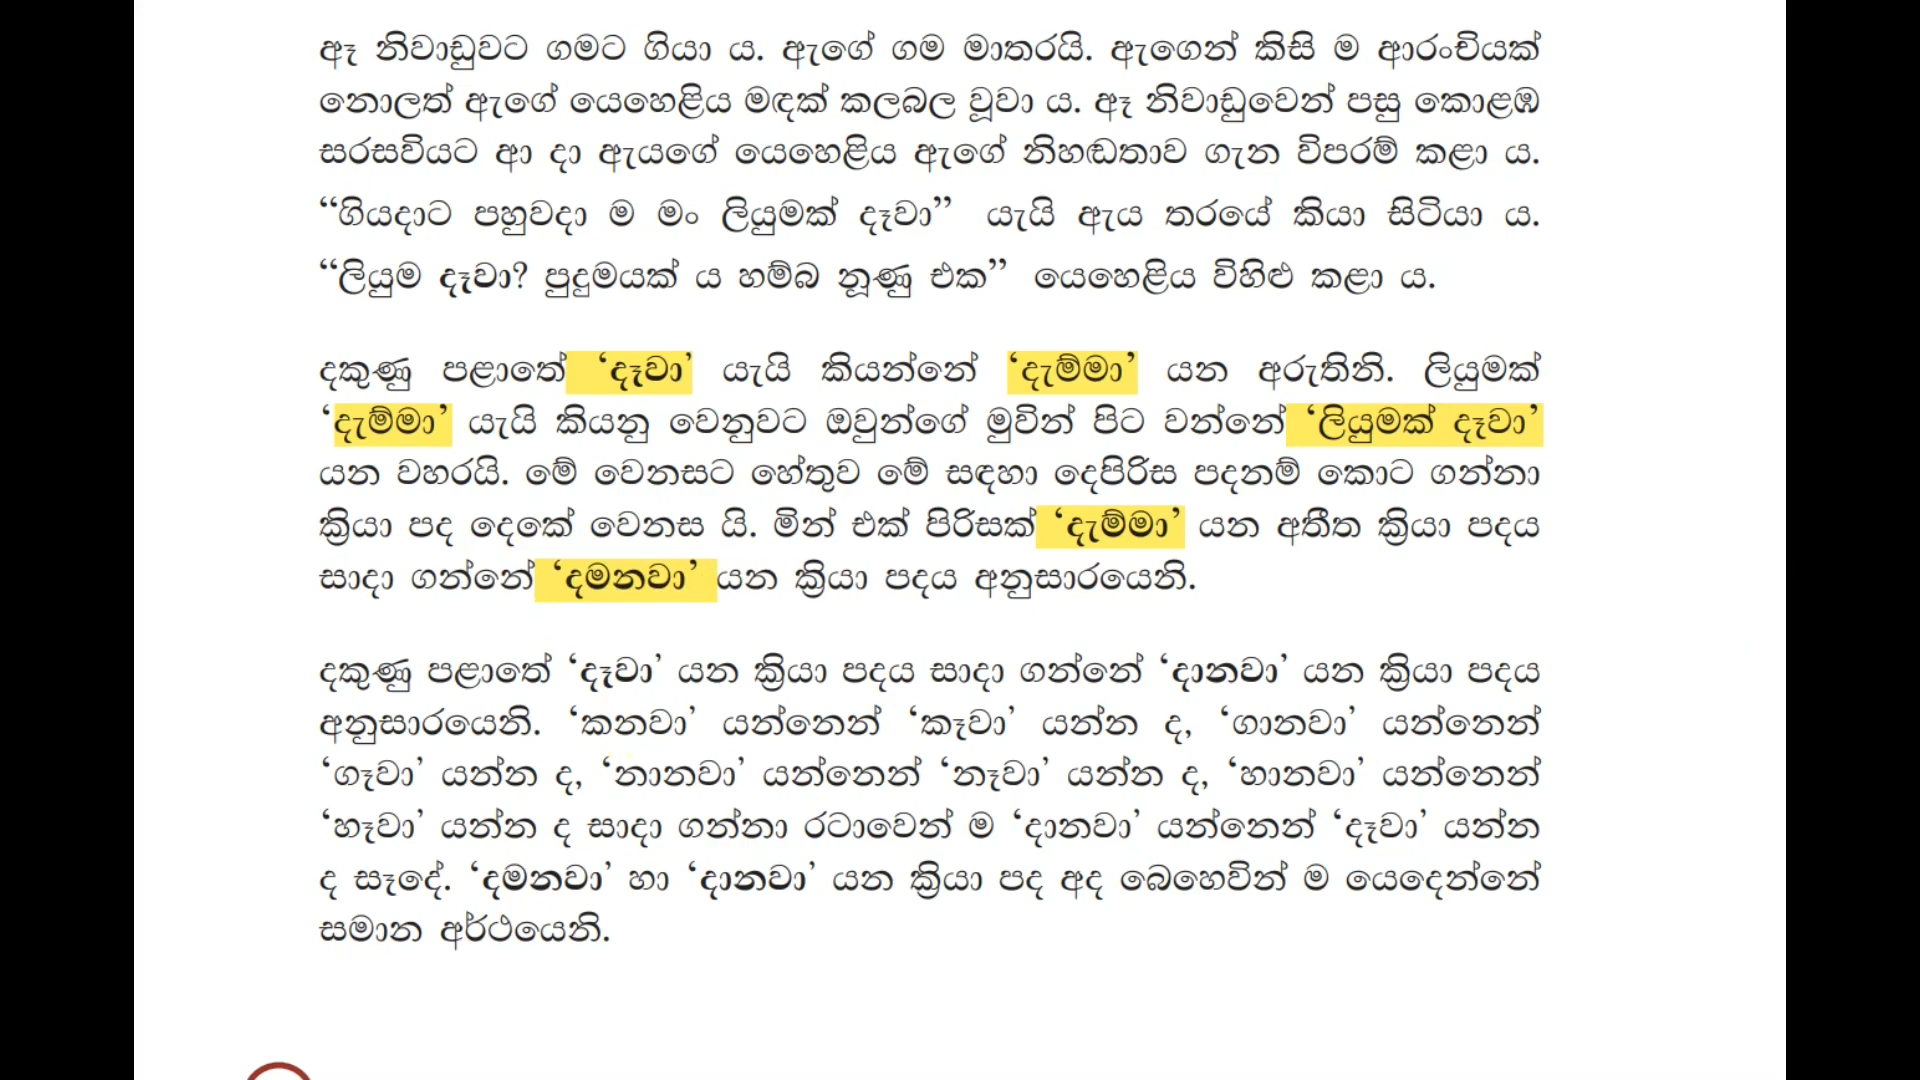 ඈ නිවාඩුවට ගමට ගියා ය. ඇගේ ගම මාතරයි. ඇගෙන් කිසි ම ආරංචියක්
නොලත් ඇගේ යෙහෙළිය මඳක් කලබල වූවා ය. ඈ නිවාඩුවෙන් පසු කොළඹ
සරසවියට ආ දා ඇයගේ යෙහෙළිය ඇගේ නිහඬතාව ගැන විපරම් කළා ය.
“ගියදාට පහුවදා ම මං ලියුමක් දෑවා” යැයි ඇය තරයේ කියා සිටියා ය.
“ලියුම දෑවා? පුදුමයක් ය හම්බ නූණු එක” යෙහෙළිය විහිළු කළා ය.
දකුණු පළාතේ ‘දෑවා’ යැයි කියන්නේ ‘දැම්මා’ යන අරුතිනි. ලියුමක්
‘දැම්මා’ යැයි කියනු වෙනුවට ඔවුන්ගේ මුවින් පිට වන්නේ ‘ලියුමක් දෑවා’
යන වහරයි. මේ වෙනසට හේතුව මේ සඳහා දෙපිරිස පදනම් කොට ගන්නා
ක්‍රියා පද දෙකේ වෙනස යි. මින් එක් පිරිසක් ‘දැම්මා’ යන අතීත ක්‍රියා පදය
සාදා ගන්නේ ‘දමනවා’ යන ක්‍රියා පදය අනුසාරයෙනි.
දකුණු පළාතේ ‘දෑවා’ යන ක්‍රියා පදය සාදා ගන්නේ ‘දානවා’ යන ක්‍රියා පදය
අනුසාරයෙනි. ‘කනවා’ යන්නෙන් ‘කෑවා’ යන්න ද, ‘ගානවා’ යන්නෙන්
‘ගෑවා’ යන්න ද, ‘නානවා’ යන්නෙන් ‘නෑවා’ යන්න ද, ‘හානවා’ යන්නෙන්
‘හෑවා’ යන්න ද සාදා ගන්නා රටාවෙන් ම ‘දානවා’ යන්නෙන් ‘දෑවා’ යන්න
ද සෑදේ. ‘දමනවා’ හා ‘දානවා’ යන ක්‍රියා පද අද බෙහෙවින් ම යෙදෙන්නේ
සමාන අර්ථයෙනි.